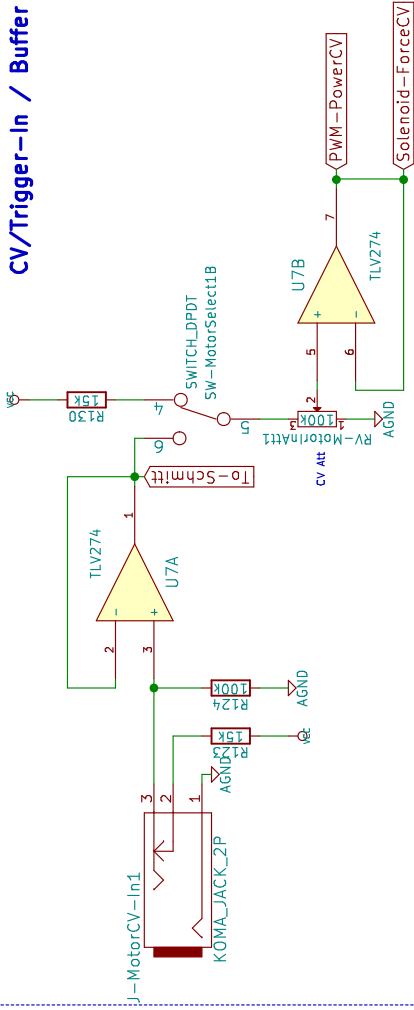 CV/Trigger-In / Buffer
PWM-PowerCV
Solenoid-ForceCV
7
U7B
TLV274
+
-
5
6
SWITCH_DPDT
SW-MotorSelect1B
VCC
15k
R130
4
5
6
2
3
100k
1
RV-MotorInAtt1
AGND
CV Att
To-Schmitt
1
TLV274
U7A
-
+
2
3
100k
R124
AGND
15k
R123
VCC
AGND
3
2
1
J-MotorCV-In1
KOMA_JACK_2P